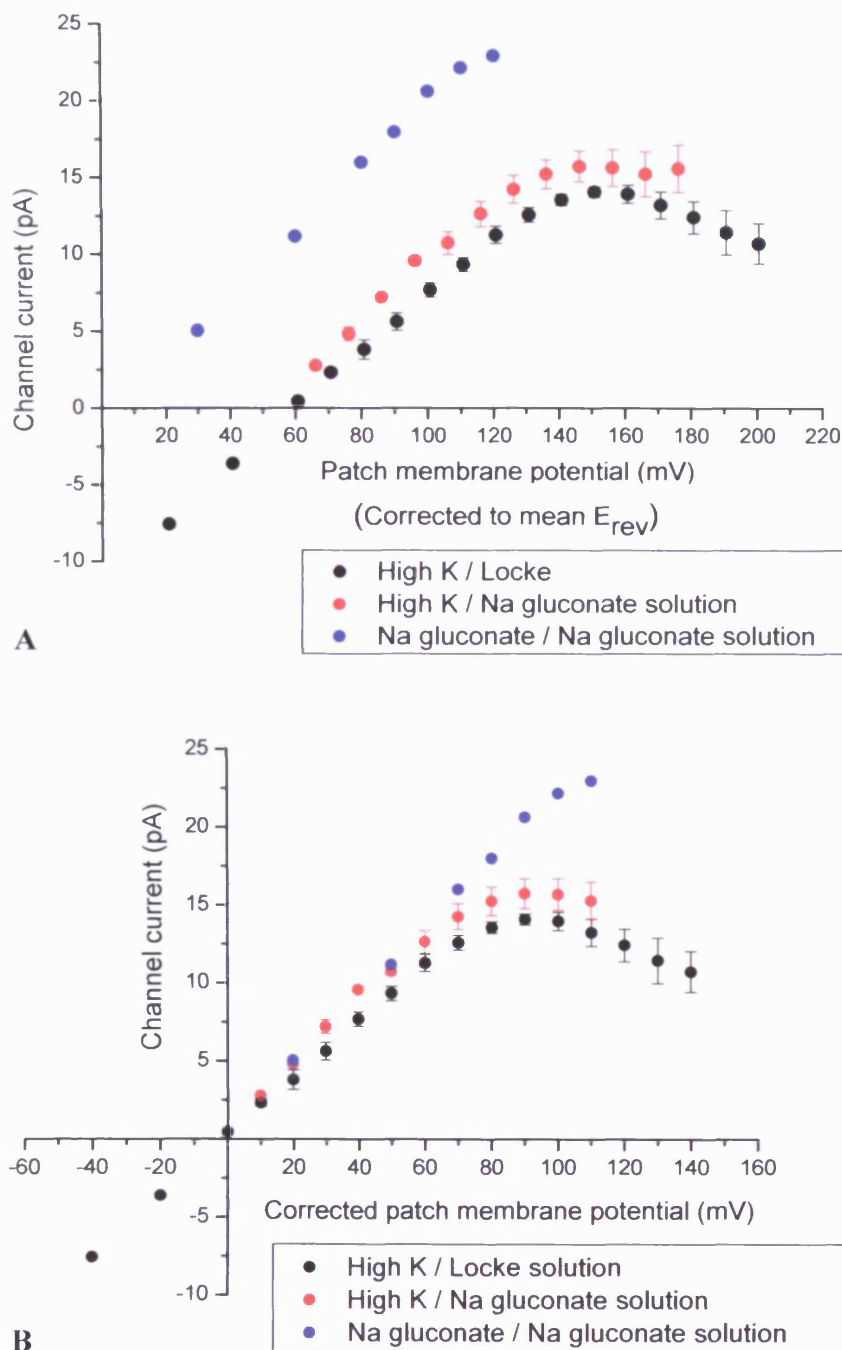 25
20
15
10
5
0
-5
-10
Channel current (pA)
20 40 60 80 100 120 140 160 180 200 220
Patch membrane potential (mV)
(Corrected to mean Erev)
High K / Locke
High K / Na gluconate solution
Na gluconate / Na gluconate solution
A
25
20
15
10
5
-5
-10
Channel current (pA)
-60 -40 -20 20 40 60 80 100 120 140 160
Corrected patch membrane potential (mV)
High K / Locke solution
High K / Na gluconate solution
Na gluconate / Na gluconate solution
B